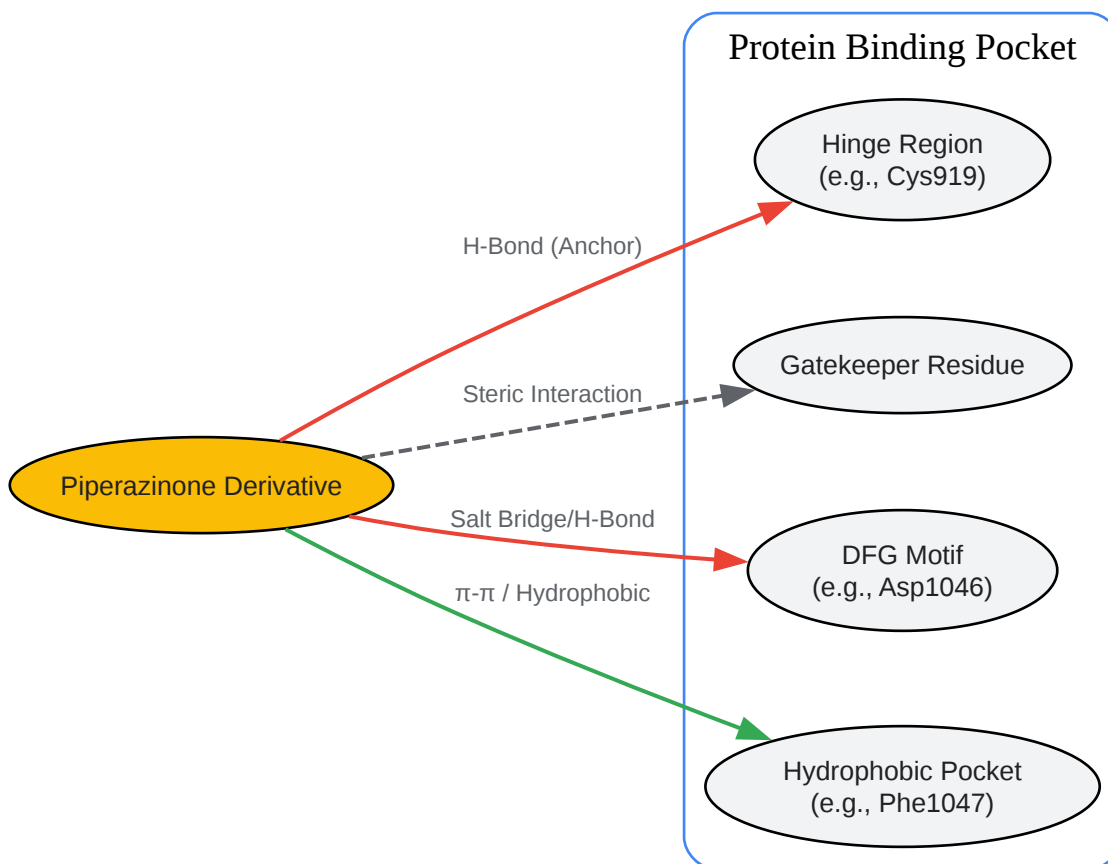 Protein Binding Pocket
Hinge Region
(e.g., Cys919)
H-Bond (Anchor)
Gatekeeper Residue
Steric Interaction
Piperazinone Derivative
Salt Bridge/H-Bond
DFG Motif
(e.g., Asp1046)
π-π / Hydrophobic
Hydrophobic Pocket
(e.g., Phe1047)